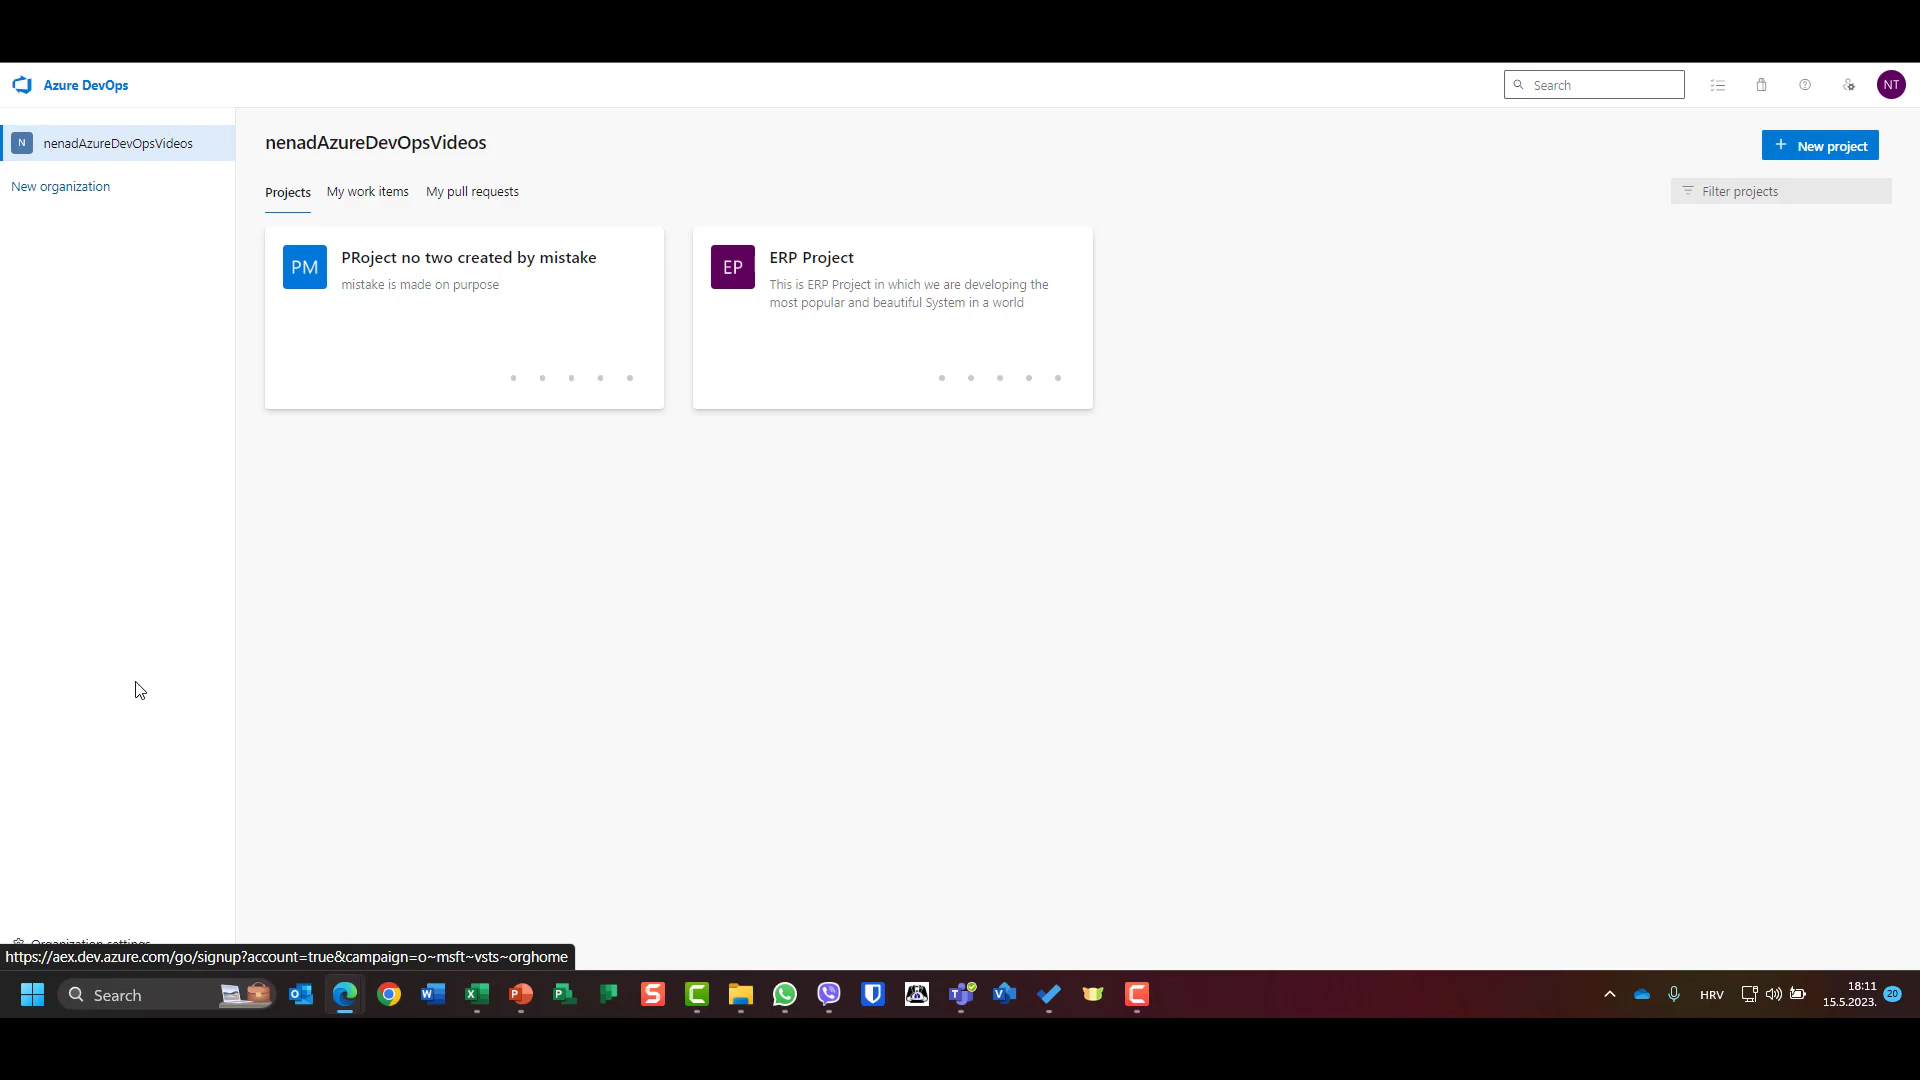 Azure DevOps
Search
NT
N
nenadAzureDevOpsVideos
New organization
nenadAzureDevOpsVideos
New project
Projects
My work items
My pull requests
Filter projects
PM
PRoject no two created by mistake
mistake is made on purpose
EP
ERP Project
This is ERP Project in which we are developing the
most popular and beautiful System in a world
Organization settings
https://aex.dev.azure.com/go/signup?account=true&campaign=o~msft~vsts~orghome
Search
HRV
18:11
15.5.2023.
20